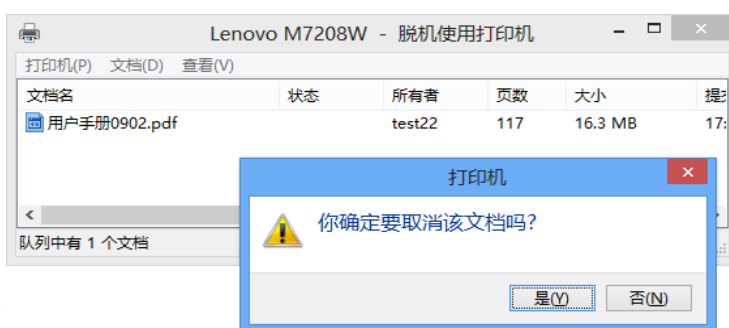 Lenovo M7208W - 脱机使用打印机
打印机(P) 文档(D) 查看(V)
文档名 状态 所有者 页数 大小
用户手册0902.pdf test22 117 16.3 MB 17:
打印机
你确定要取消该文档吗?
队列中有 1 个文档
是(Y) 否(N)